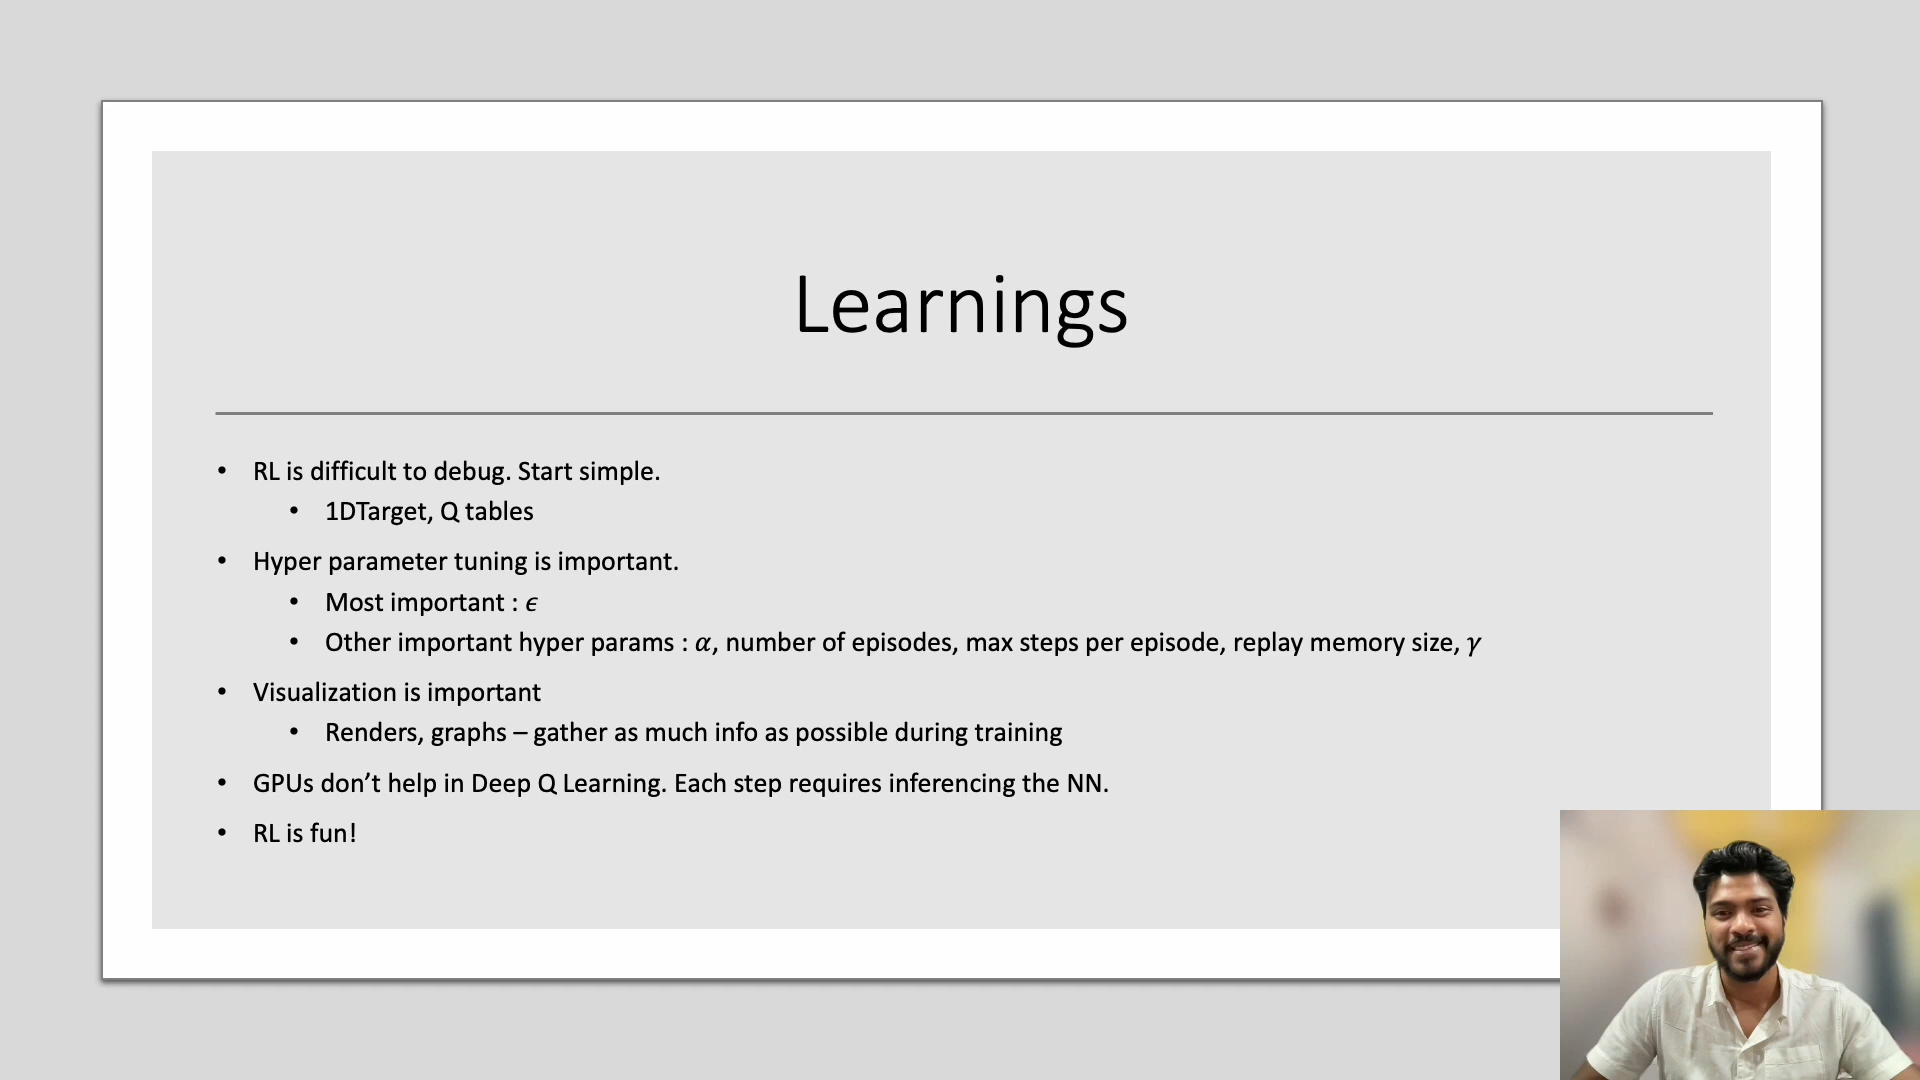 Learnings
• RL is difficult to debug. Start simple.
• 1DTarget, Q tables
• Hyper parameter tuning is important.
• Most important : ϵ
• Other important hyper params : α, number of episodes, max steps per episode, replay memory size, γ
• Visualization is important
• Renders, graphs – gather as much info as possible during training
• GPUs don’t help in Deep Q Learning. Each step requires inferencing the NN.
• RL is fun!